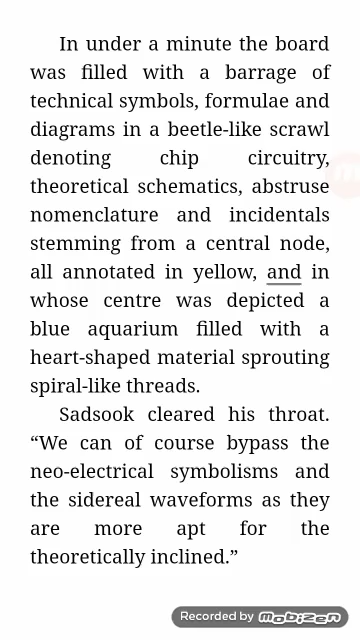 In under a minute the board
was filled with a barrage of
technical symbols, formulae and
diagrams in a beetle-like scrawl
denoting chip circuitry,
theoretical schematics, abstruse
nomenclature and incidentals
stemming from a central node,
all annotated in yellow, and in
whose centre was depicted a
blue aquarium filled with a
heart-shaped material sprouting
spiral-like threads.
Sadsook cleared his throat.
“We can of course bypass the
neo-electrical symbolisms and
the sidereal waveforms as they
are more apt for the
theoretically inclined.”
Recorded by mobizen